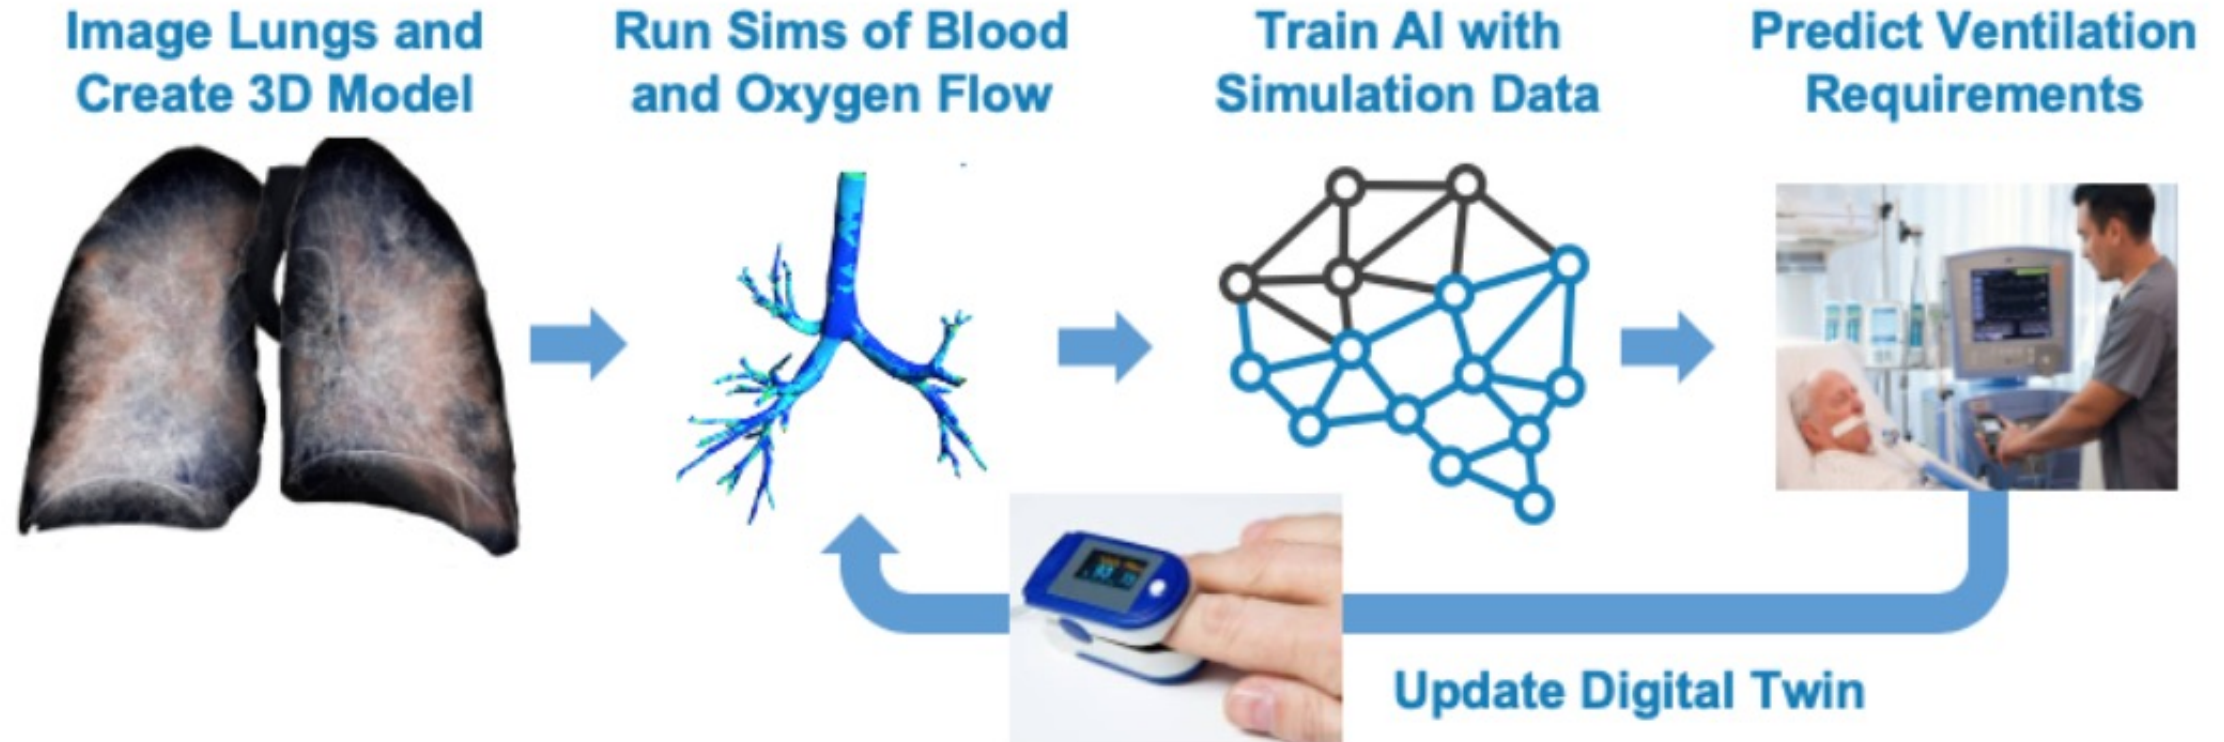 Image Lungs and
Create 3D Model
Run Sims of Blood
and Oxygen Flow
Train AI with
Simulation Data
Predict Ventilation
Requirements
Update Digital Twin